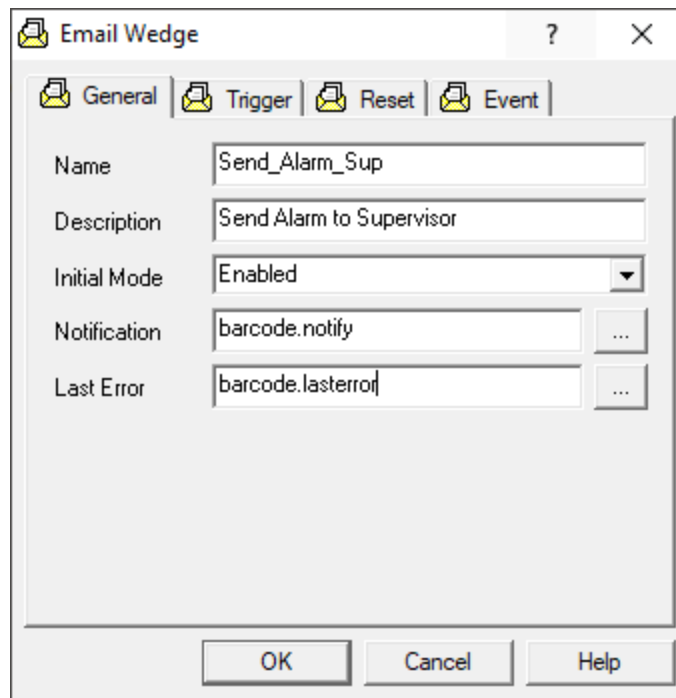 Email Wedge ?
General Trigger Reset Event
Name Send_Alarm_Sup
Description Send Alarm to Supervisor
Initial Mode Enabled
Notification barcode.notify ...
Last Error barcode.lasterror ...
OK Cancel Help